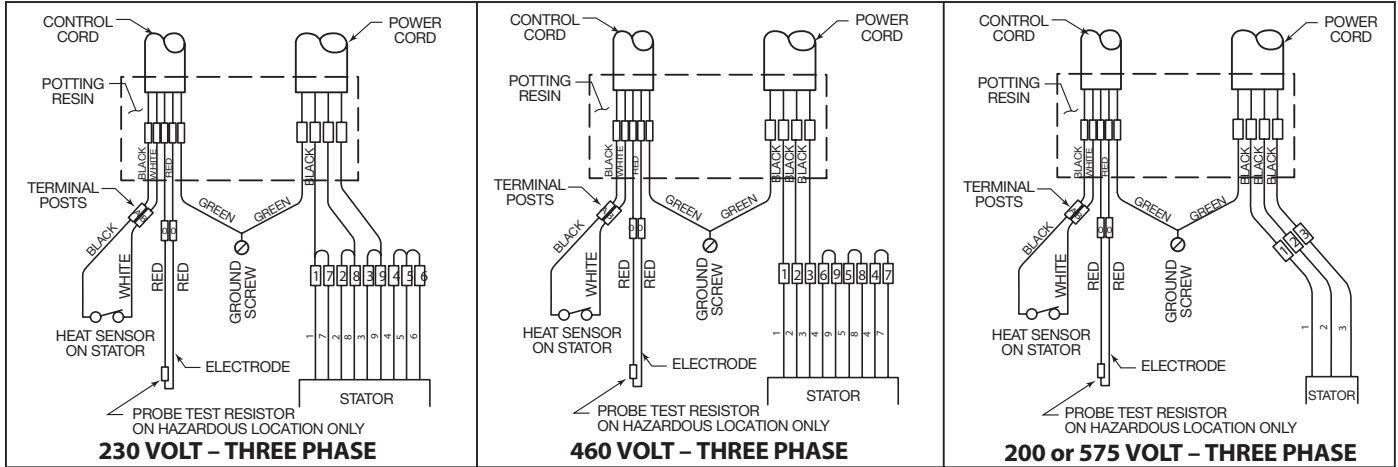 CONTROL
CORD
POWER
CORD
POTTING
RESIN
BLACK
WHITE
RED
BLACK
TERMINAL
POSTS
A B
GREEN
GREEN
BLACK
WHITE
0 0
RED
RED
GROUND
SCREW
1 7 2 8 3 9 4 5 6
1 7 2 8 3 9 4 5 6
HEAT SENSOR
ON STATOR
ELECTRODE
STATOR
PROBE TEST RESISTOR
ON HAZARDOUS LOCATION ONLY
230 VOLT – THREE PHASE
CONTROL
CORD
POWER
CORD
POTTING
RESIN
BLACK
WHITE
RED
BLACK
BLACK
BLACK
TERMINAL
POSTS
A B
GREEN
GREEN
BLACK
WHITE
0 0
RED
RED
GROUND
SCREW
1 2 3 6 9 5 8 4 7
1 2 3 4 9 5 8 4 7
HEAT SENSOR
ON STATOR
ELECTRODE
STATOR
PROBE TEST RESISTOR
ON HAZARDOUS LOCATION ONLY
460 VOLT – THREE PHASE
CONTROL
CORD
POWER
CORD
POTTING
RESIN
BLACK
WHITE
RED
BLACK
BLACK
BLACK
TERMINAL
POSTS
A B
GREEN
GREEN
BLACK
WHITE
0 0
RED
RED
GROUND
SCREW
1 2 3
1 2 3
HEAT SENSOR
ON STATOR
ELECTRODE
STATOR
PROBE TEST RESISTOR
ON HAZARDOUS LOCATION ONLY
200 or 575 VOLT – THREE PHASE